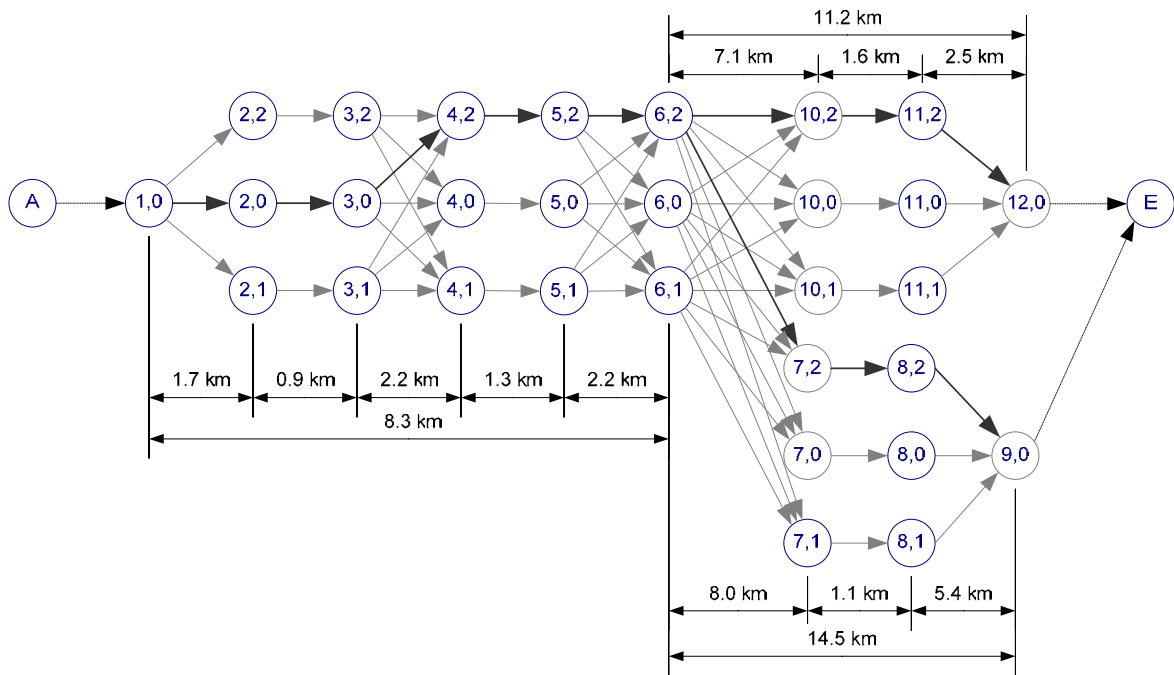 11.2 km
7.1 km 1.6 km 2.5 km
2,2 3,2 4,2 5,2 6,2 10,2 11,2
A 1,0 2,0 3,0 4,0 5,0 6,0 10,0 11,0 12,0 E
2,1 3,1 4,1 5,1 6,1 10,1 11,1
7,2 8,2
1.7 km 0.9 km 2.2 km 1.3 km 2.2 km
8.3 km
7,0 8,0 9,0
7,1 8,1
8.0 km 1.1 km 5.4 km
14.5 km